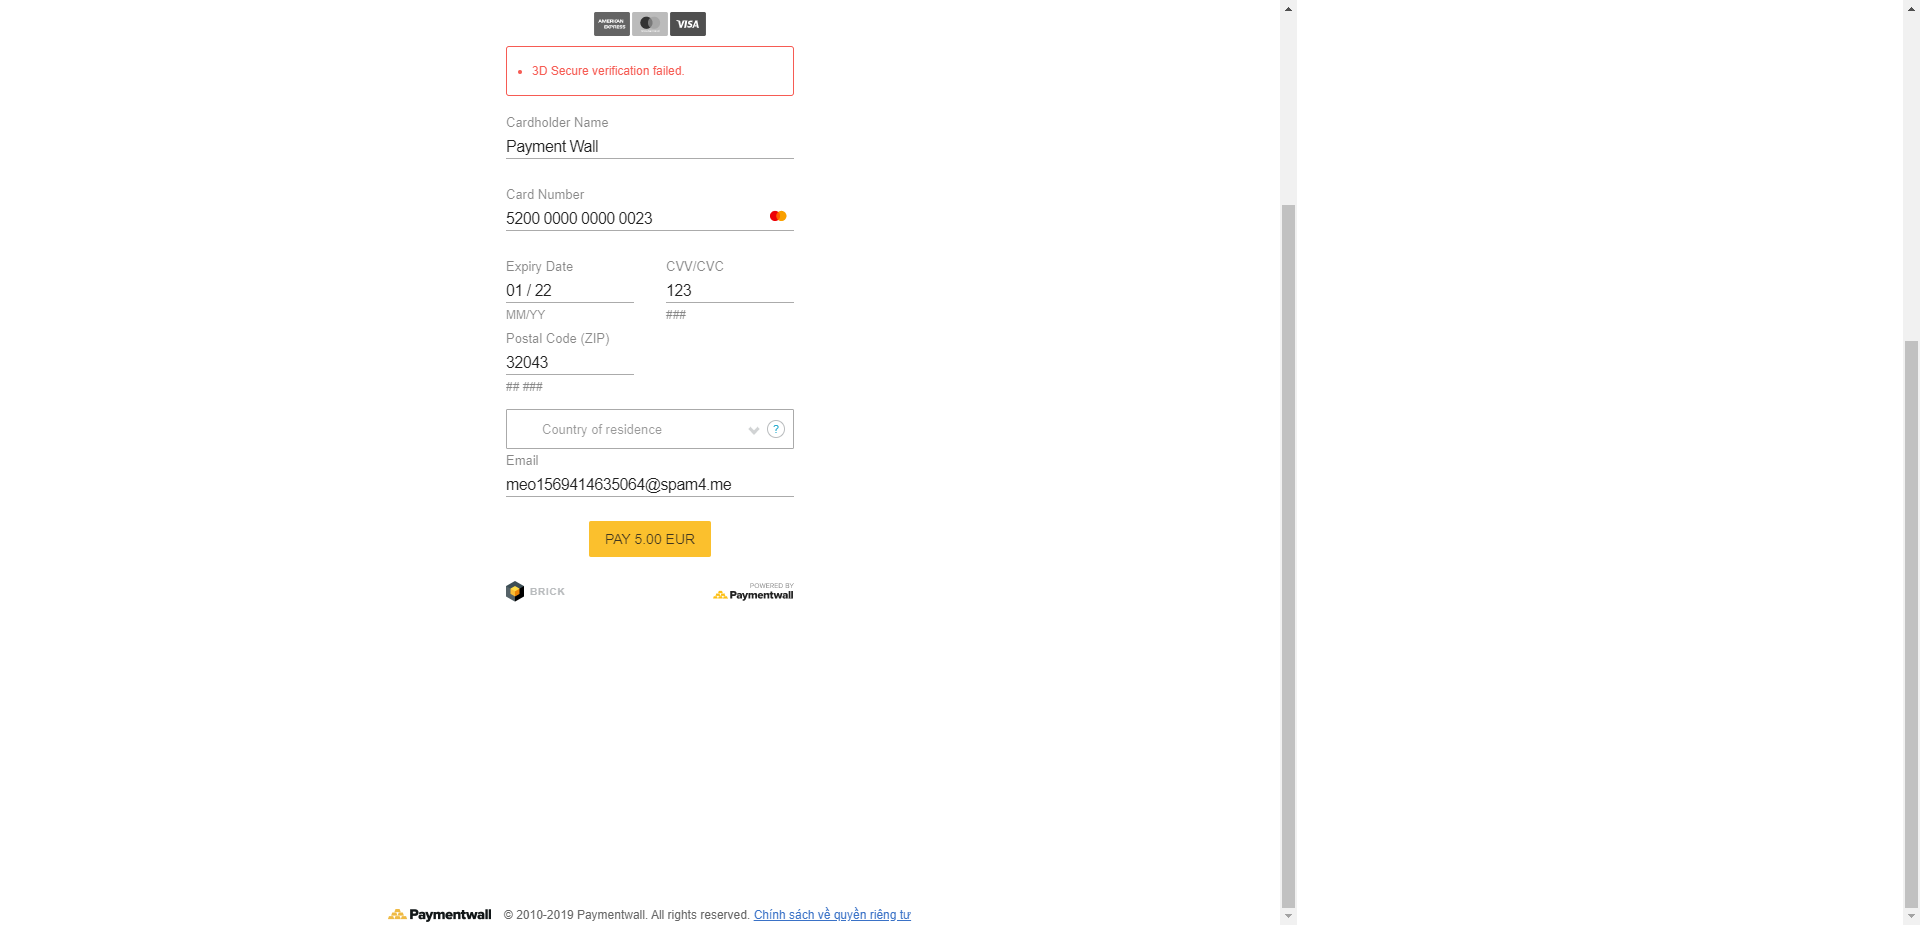 AMERICAN EXPRESS
VISA
3D Secure verification failed.
Cardholder Name
Payment Wall
Card Number
5200 0000 0000 0023
Expiry Date
CVV/CVC
01 / 22
123
MM/YY
###
Postal Code (ZIP)
32043
## ###
Country of residence
?
Email
meo1569414635064@spam4.me
PAY 5.00 EUR
BRICK
POWERED BY
Paymentwall
Paymentwall © 2010-2019 Paymentwall. All rights reserved. Chính sách về quyền riêng tư